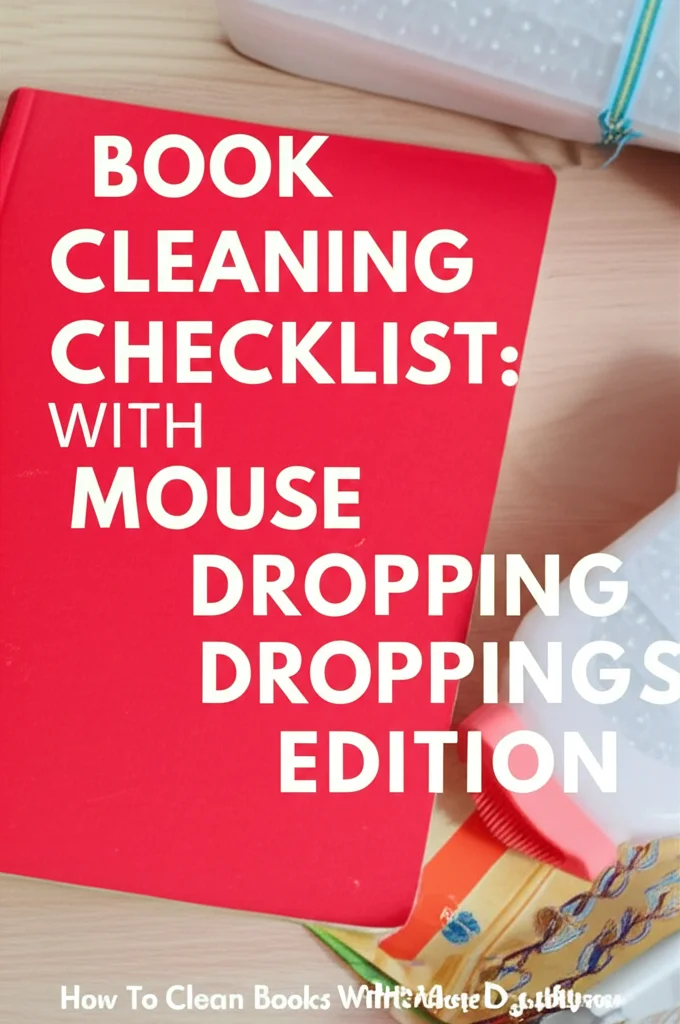 BOOK
CLEANING
CHECKLIST:
WITH
MOUSE
DROPPING
DROPPINGS
EDITION
How To Clean Books